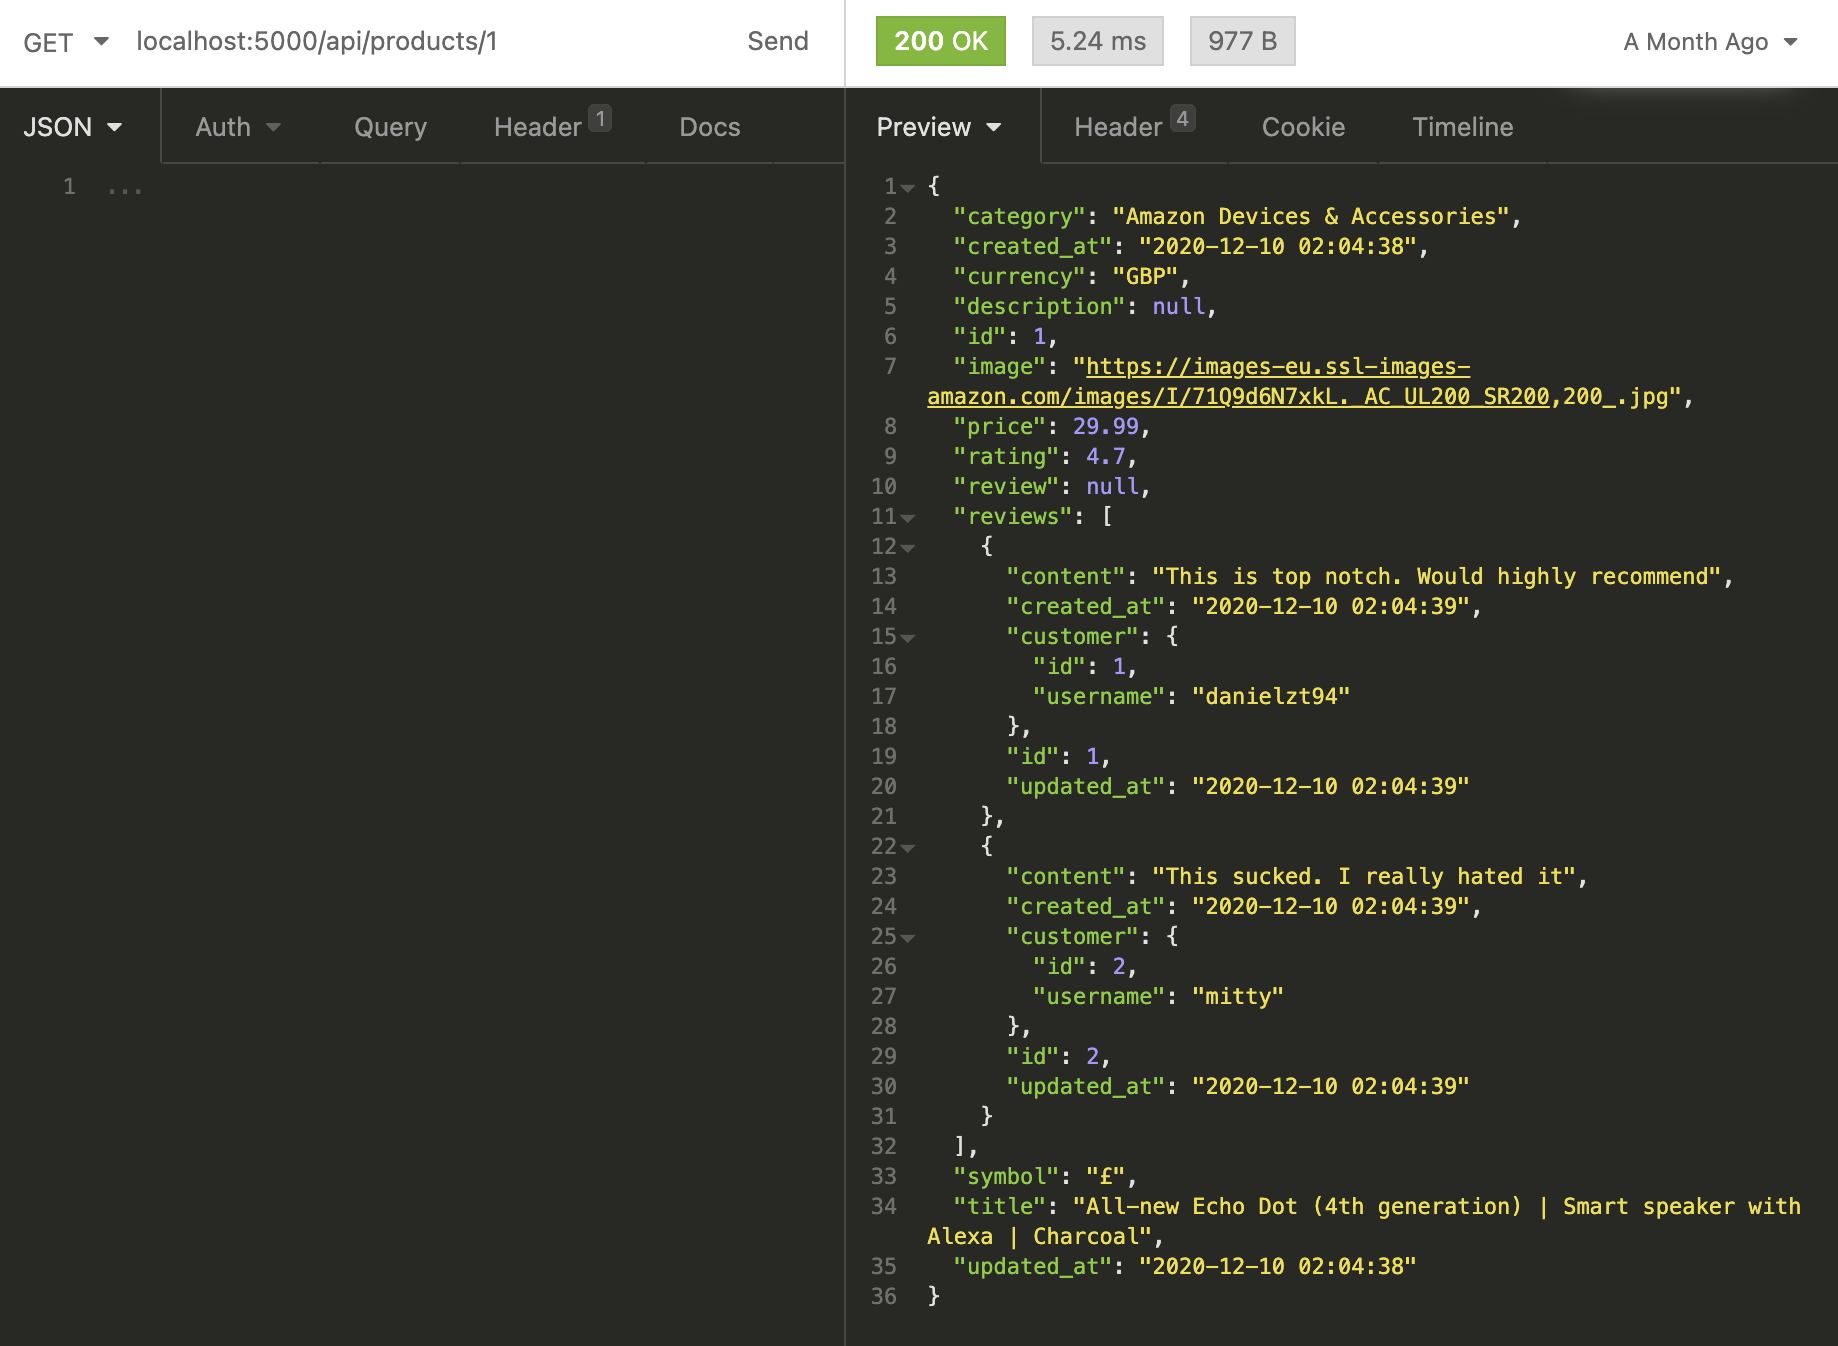 GET localhost:5000/api/products/1 Send 200 OK 5.24 ms 977 B A Month Ago
JSON Auth Query Header 1 Docs Preview Header 4 Cookie Timeline
1 ...
1 {
2 "category": "Amazon Devices & Accessories",
3 "created_at": "2020-12-10 02:04:38",
4 "currency": "GBP",
5 "description": null,
6 "id": 1,
7 "image": "https://images-eu.ssl-images-
amazon.com/images/I/71Q9d6N7xkL._AC_UL200_SR200,200_.jpg",
8 "price": 29.99,
9 "rating": 4.7,
10 "review": null,
11 "reviews": [
12 {
13 "content": "This is top notch. Would highly recommend",
14 "created_at": "2020-12-10 02:04:39",
15 "customer": {
16 "id": 1,
17 "username": "danielzt94"
18 },
19 "id": 1,
20 "updated_at": "2020-12-10 02:04:39"
21 },
22 {
23 "content": "This sucked. I really hated it",
24 "created_at": "2020-12-10 02:04:39",
25 "customer": {
26 "id": 2,
27 "username": "mitty"
28 },
29 "id": 2,
30 "updated_at": "2020-12-10 02:04:39"
31 }
32 ],
33 "symbol": "£",
34 "title": "All-new Echo Dot (4th generation) | Smart speaker with
Alexa | Charcoal",
35 "updated_at": "2020-12-10 02:04:38"
36 }